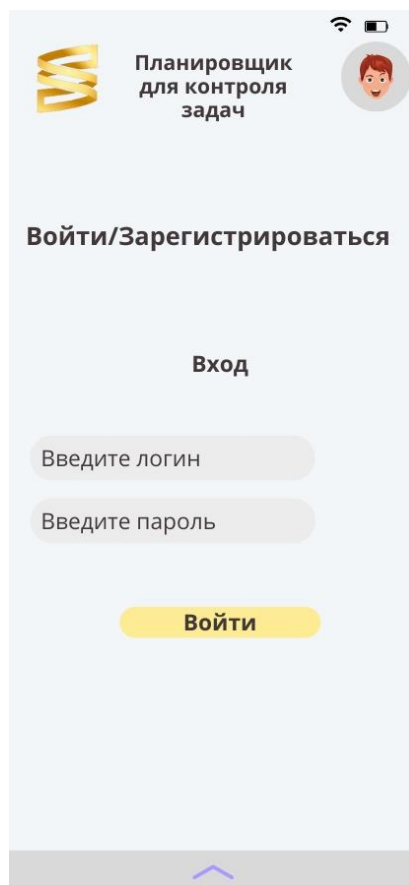 Планировщик
для контроля
задач
Войти/Зарегистрироваться
Вход
Введите логин
Введите пароль
Войти